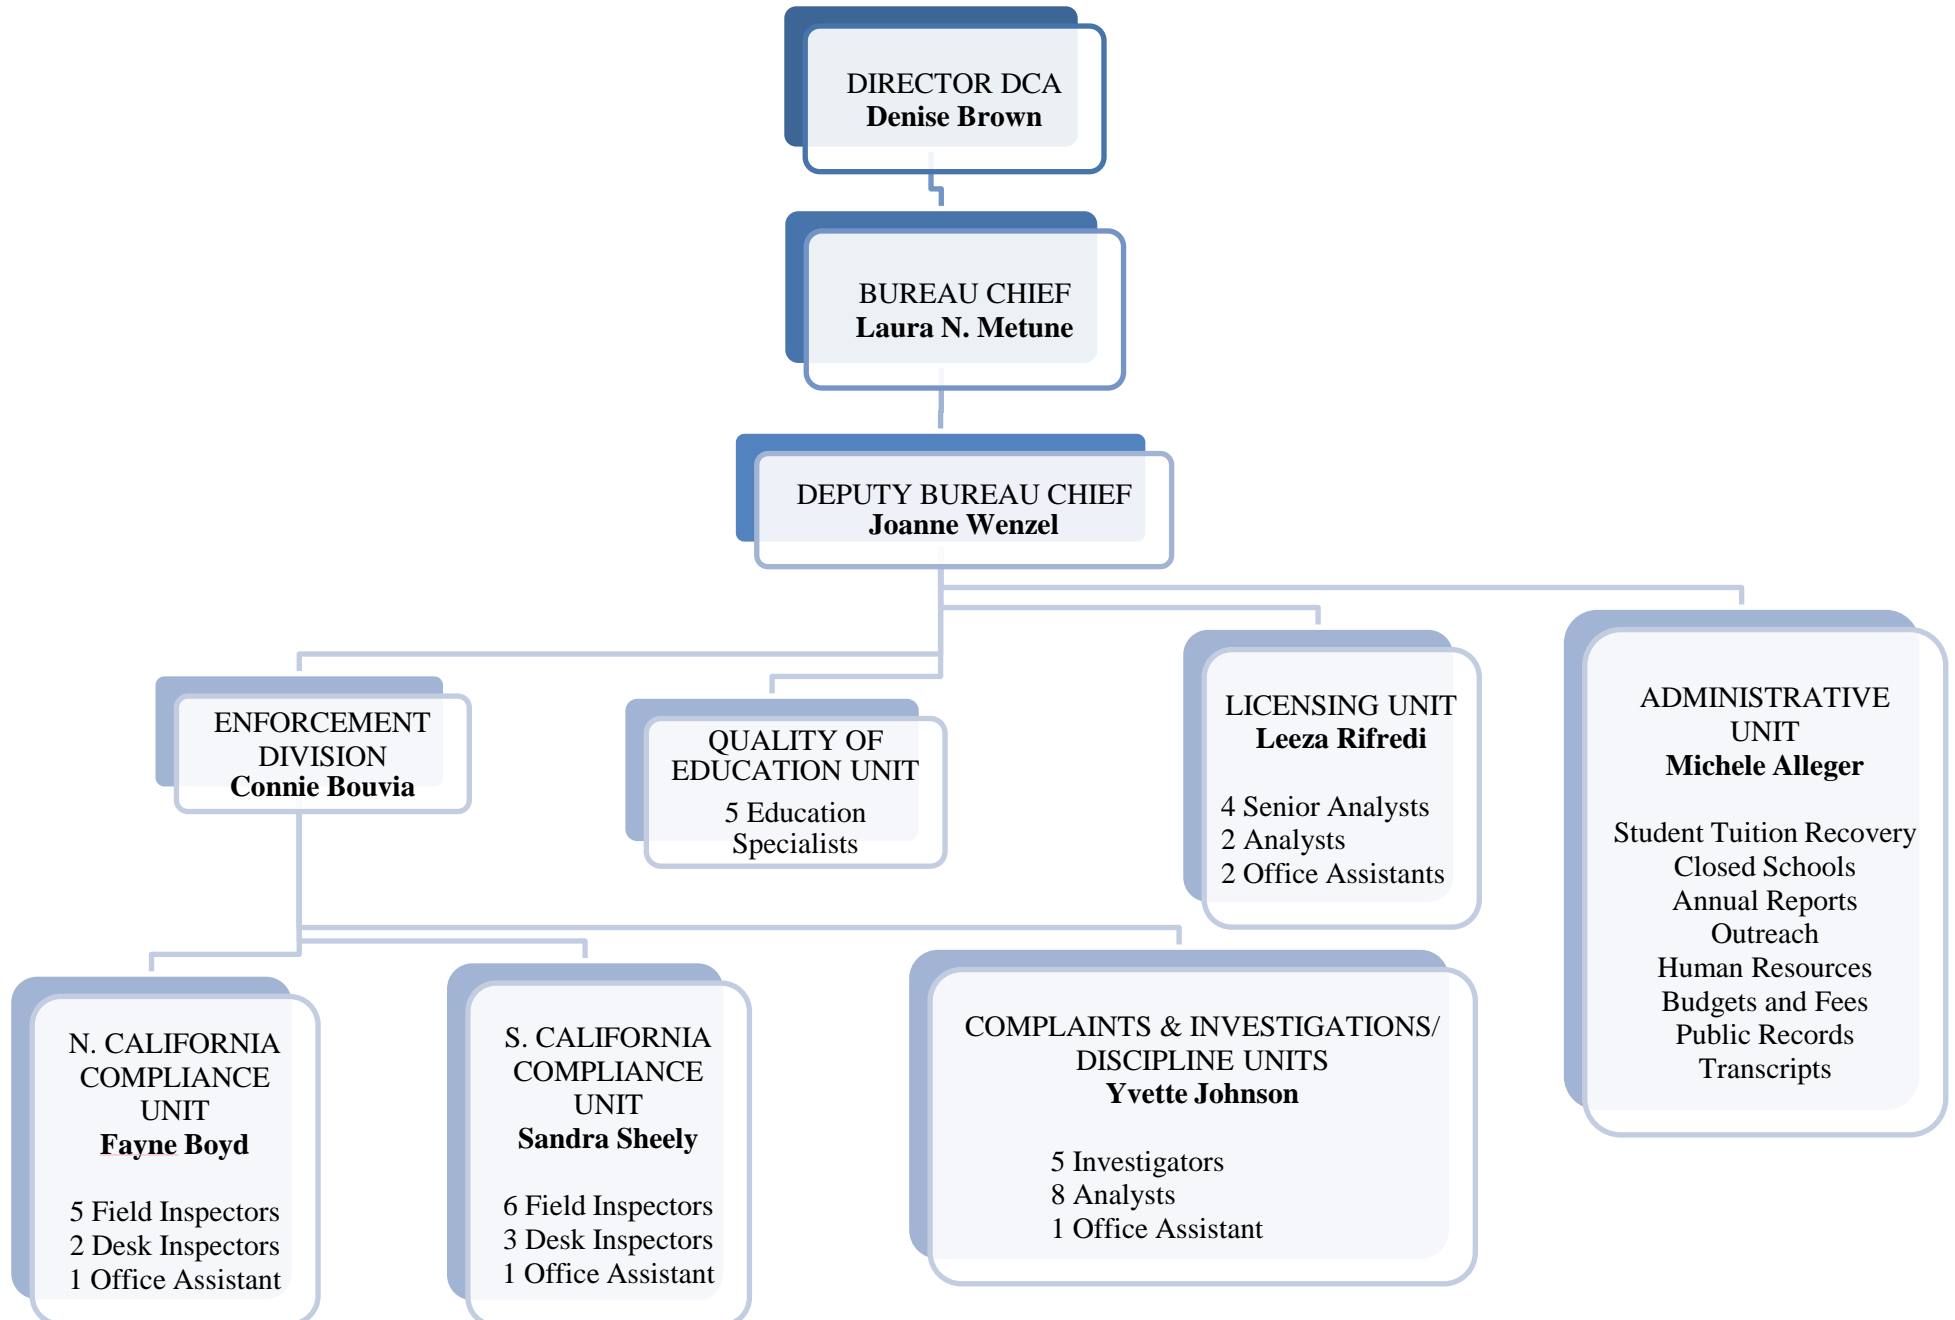 DIRECTOR DCA
Denise Brown
BUREAU CHIEF
Laura N. Metune
DEPUTY BUREAU CHIEF
Joanne Wenzel
ENFORCEMENT
DIVISION
Connie Bouvia
QUALITY OF
EDUCATION UNIT
5 Education
Specialists
LICENSING UNIT
Leeza Rifredi
4 Senior Analysts
2 Analysts
2 Office Assistants
ADMINISTRATIVE
UNIT
Michele Alleger
Student Tuition Recovery
Closed Schools
Annual Reports
Outreach
Human Resources
Budgets and Fees
Public Records
Transcripts
N. CALIFORNIA
COMPLIANCE
UNIT
Fayne Boyd
5 Field Inspectors
2 Desk Inspectors
1 Office Assistant
S. CALIFORNIA
COMPLIANCE
UNIT
Sandra Sheely
6 Field Inspectors
3 Desk Inspectors
1 Office Assistant
COMPLAINTS & INVESTIGATIONS/
DISCIPLINE UNITS
Yvette Johnson
5 Investigators
8 Analysts
1 Office Assistant